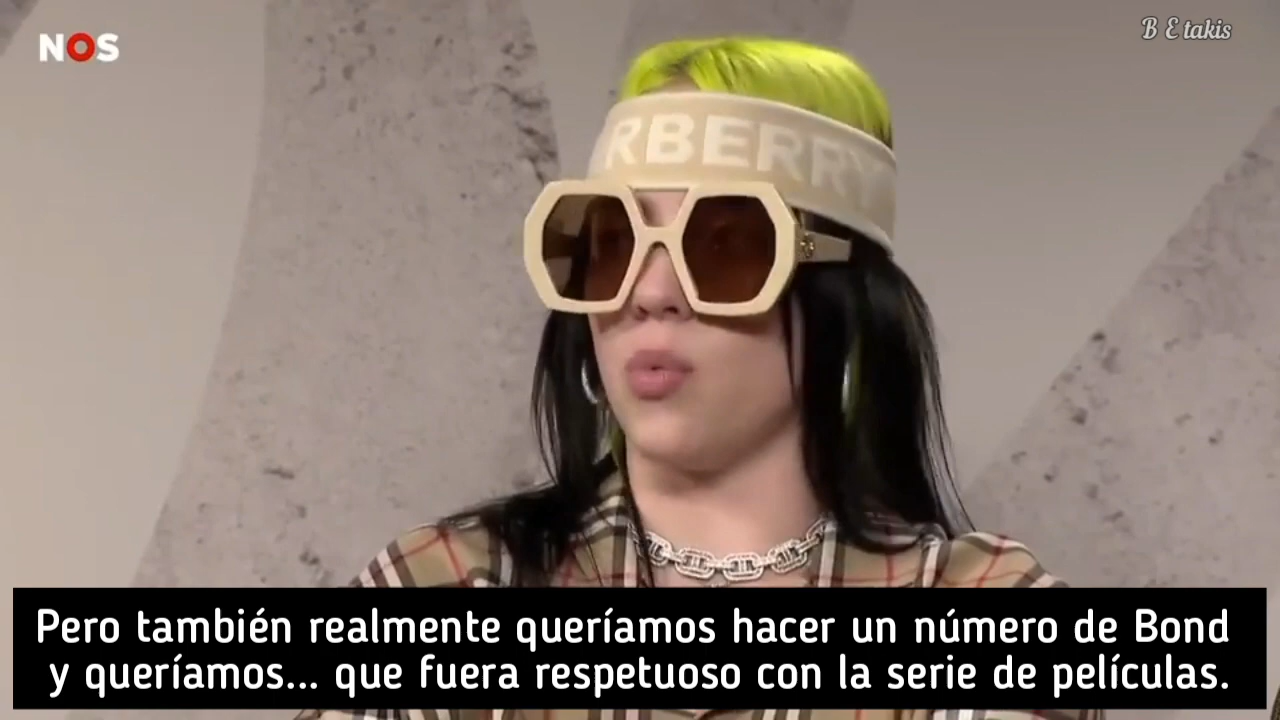 NOS
B E takis
RBERRY
Pero también realmente queríamos hacer un número de Bond
y queríamos... que fuera respetuoso con la serie de películas.